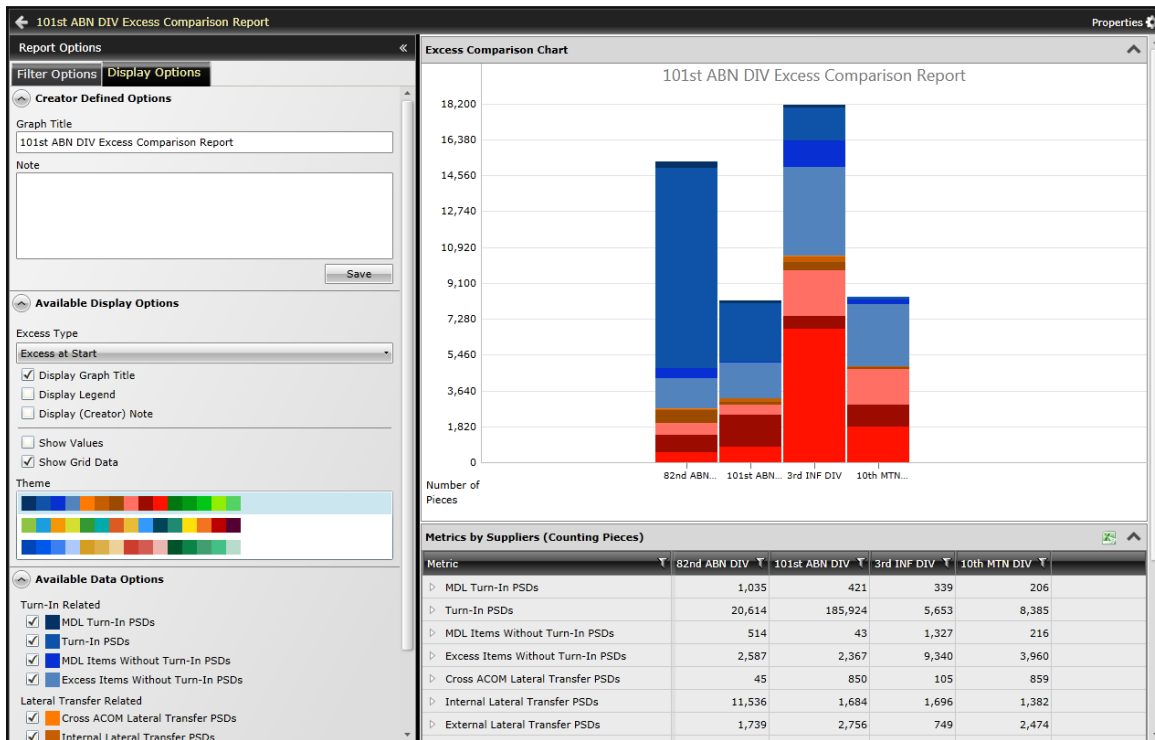 101st ABN DIV Excess Comparison Report
Properties
Report Options
«
Filter Options
Display Options
Creator Defined Options
Graph Title
101st ABN DIV Excess Comparison Report
Note
Save
Available Display Options
Excess Type
Excess at Start
Display Graph Title
Display Legend
Display (Creator) Note
Show Values
Show Grid Data
Theme
Available Data Options
Turn-In Related
MDL Turn-In PSDs
Turn-In PSDs
MDL Items Without Turn-In PSDs
Excess Items Without Turn-In PSDs
Lateral Transfer Related
Cross ACOM Lateral Transfer PSDs
Internal Lateral Transfer PSDs
Excess Comparison Chart
101st ABN DIV Excess Comparison Report
18,200
16,380
14,560
12,740
10,920
9,100
7,280
5,460
3,640
1,820
0
82nd ABN... 101st ABN... 3rd INF DIV 10th MTN...
Number of
Pieces
Metrics by Suppliers (Counting Pieces)
Metric 82nd ABN DIV 101st ABN DIV 3rd INF DIV 10th MTN DIV
MDL Turn-In PSDs 1,035 421 339 206
Turn-In PSDs 20,614 185,924 5,653 8,385
MDL Items Without Turn-In PSDs 514 43 1,327 216
Excess Items Without Turn-In PSDs 2,587 2,367 9,340 3,960
Cross ACOM Lateral Transfer PSDs 45 850 105 859
Internal Lateral Transfer PSDs 11,536 1,684 1,696 1,382
External Lateral Transfer PSDs 1,739 2,756 749 2,474